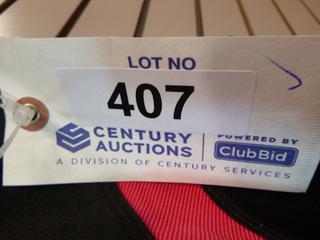 LOT NO
407
CENTURY
AUCTIONS
POWERED BY
ClubBid
A DIVISION OF CENTURY SERVICES